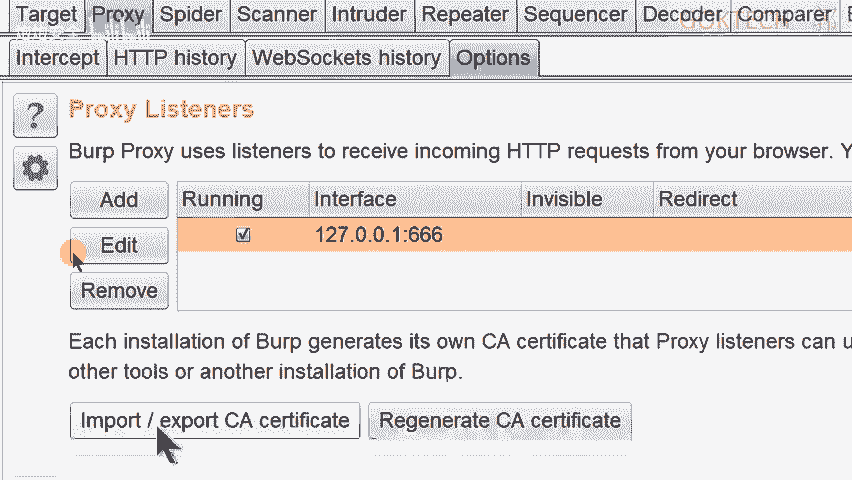 Target Proxy Spider Scanner Intruder Repeater Sequencer Decoder Comparer
Intercept HTTP history WebSockets history Options
?
Proxy Listeners
Burp Proxy uses listeners to receive incoming HTTP requests from your browser.
Add
Running Interface Invisible Redirect
Edit
127.0.0.1:666
Remove
Each installation of Burp generates its own CA certificate that Proxy listeners can
other tools or another installation of Burp.
Import / export CA certificate Regenerate CA certificate